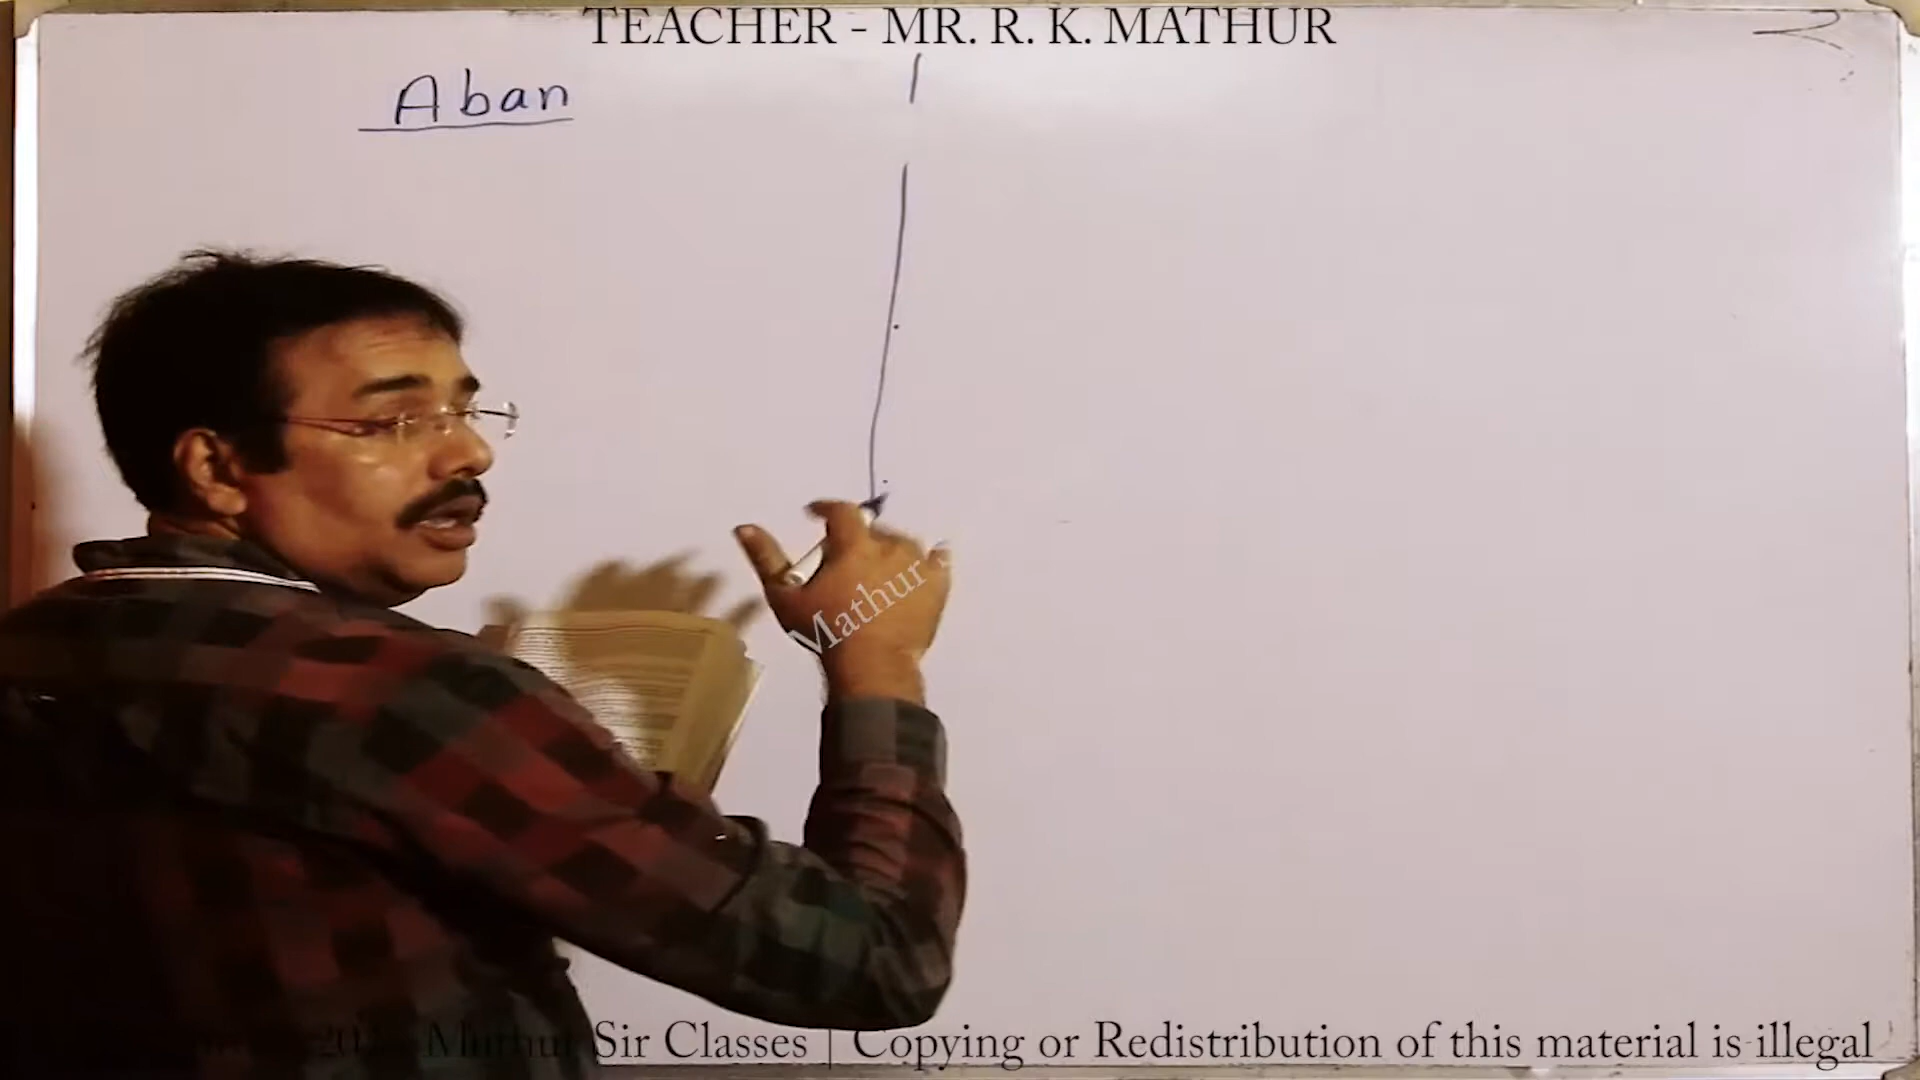 TEACHER - MR. R. K. MATHUR
Aban
Mathur
Sir Classes | Copying or Redistribution of this material is illegal